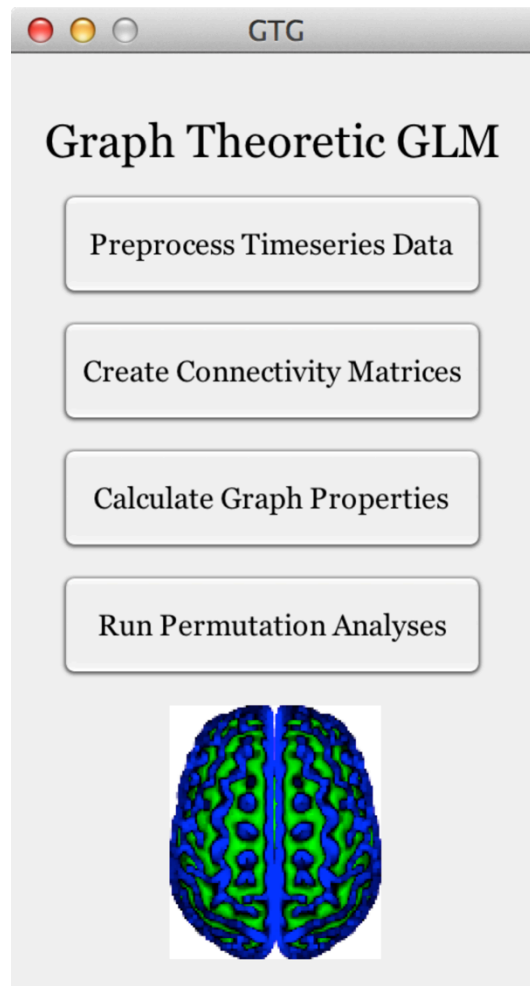 GTG
Graph Theoretic GLM
Preprocess Timeseries Data
Create Connectivity Matrices
Calculate Graph Properties
Run Permutation Analyses